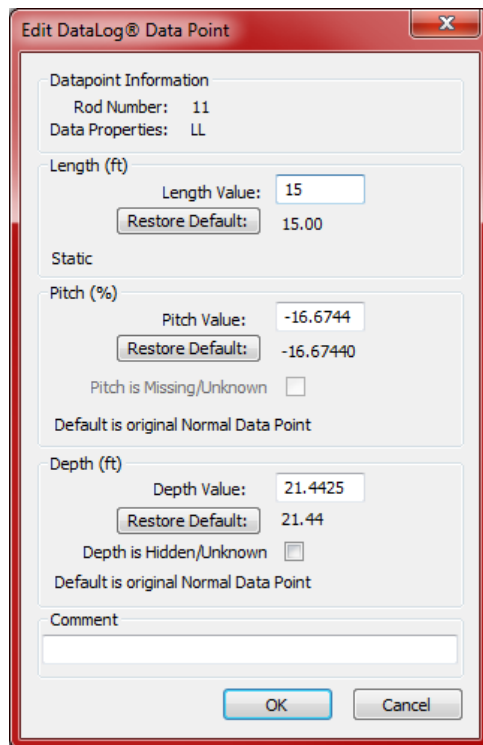 Edit DataLog® Data Point
Datapoint Information
Rod Number: 11
Data Properties: LL
Length (ft)
Length Value: 15
Restore Default: 15.00
Static
Pitch (%)
Pitch Value: -16.6744
Restore Default: -16.67440
Pitch is Missing/Unknown
Default is original Normal Data Point
Depth (ft)
Depth Value: 21.4425
Restore Default: 21.44
Depth is Hidden/Unknown
Default is original Normal Data Point
Comment
OK Cancel